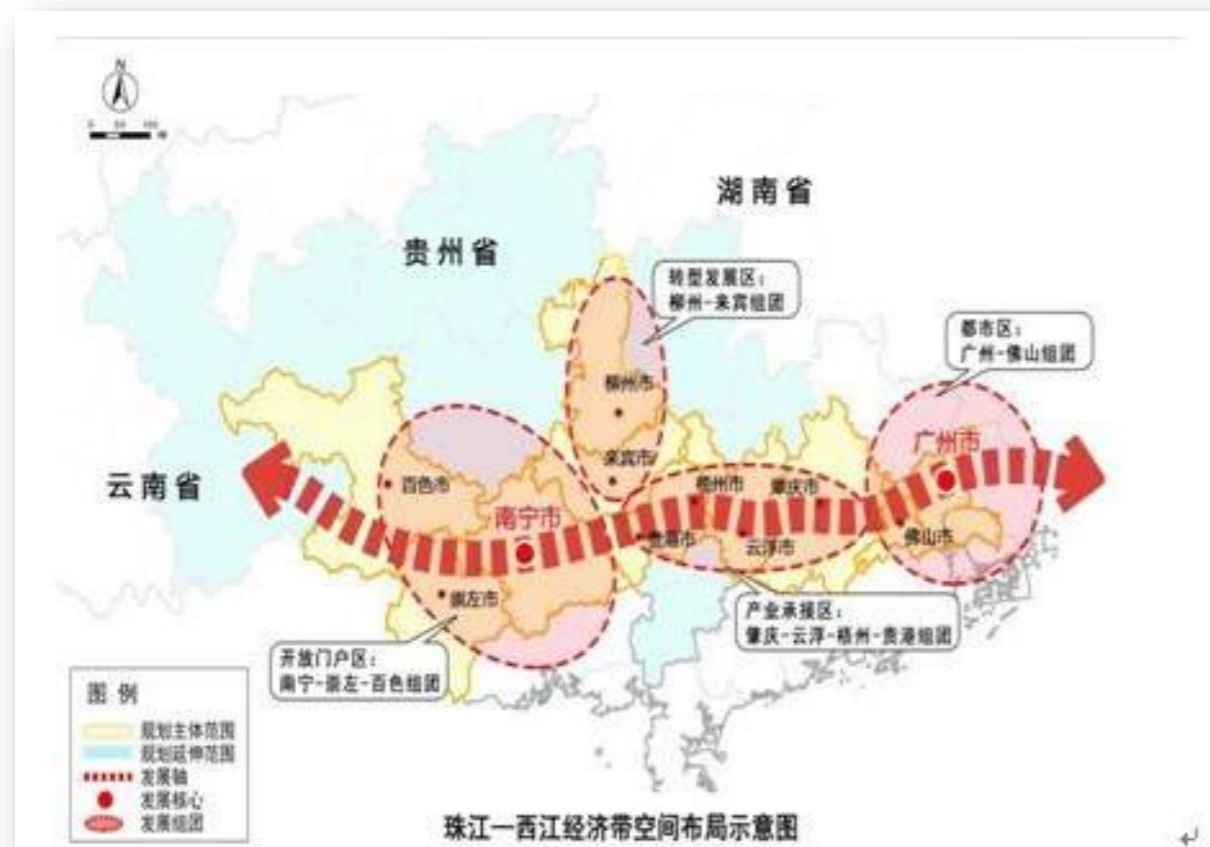 N
湖南省
贵州省
转型发展区：
柳州-来宾组团
都市区：
广州-佛山组团
柳州市
广州市
来宾市
云南省
百色市
梧州市
肇庆市
南宁市
贵港市
云浮市
佛山市
崇左市
产业承接区：
肇庆-云浮-梧州-贵港组团
开放门户区：
南宁-崇左-百色组团
图例
规划主体范围
规划延伸范围
发展轴
发展核心
发展组团
珠江—西江经济带空间布局示意图